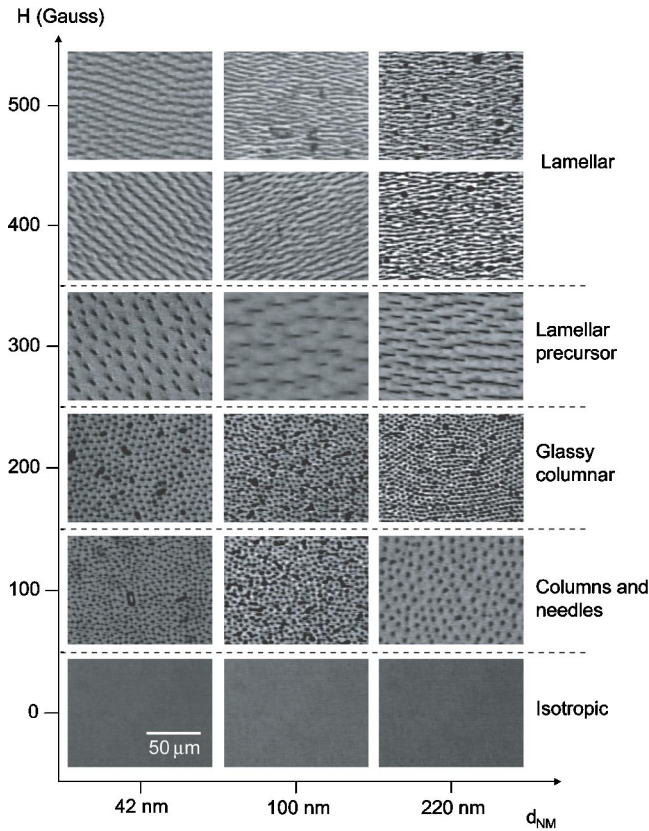 H (Gauss)
500
Lamellar
400
300
Lamellar
precursor
200
Glassy
columnar
100
Columns and
needles
0
Isotropic
50 µm
42 nm
100 nm
220 nm
dNM